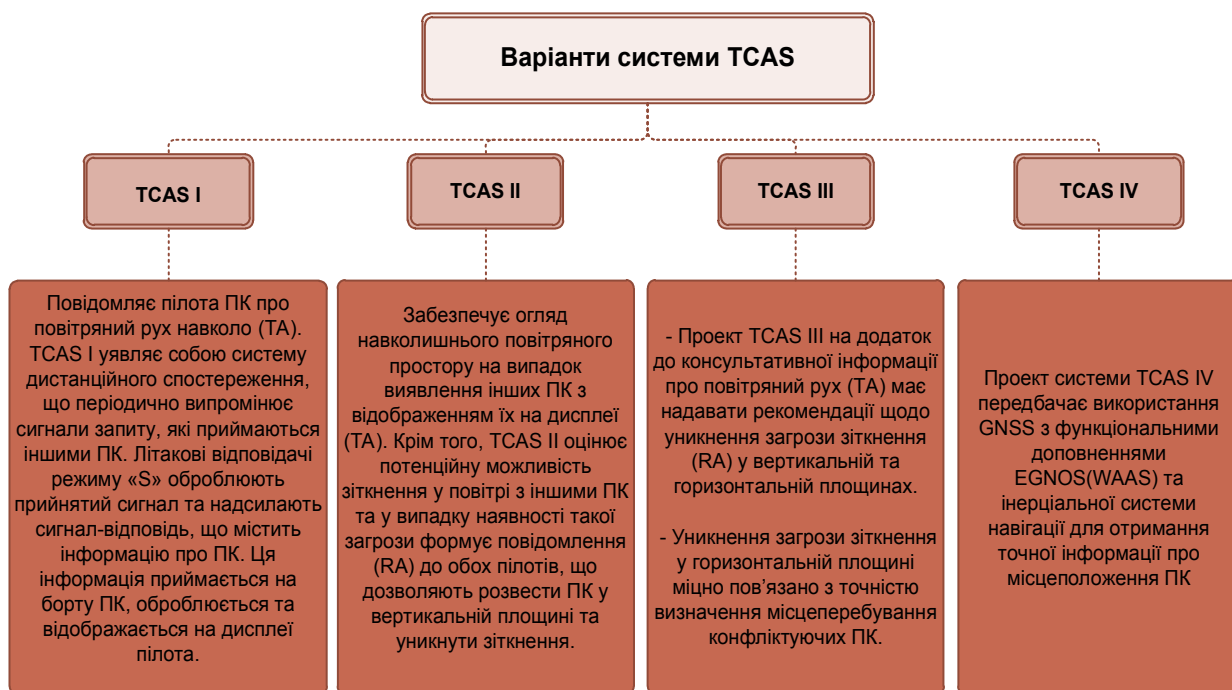 Варіанти системи TCAS
TCAS I
TCAS II
TCAS III
TCAS IV
Повідомляє пілота ПК про
повітряний рух навколо (TA).
TCAS I уявляє собою систему
дистанційного спостереження,
що періодично випромінює
сигнали запиту, які приймаються
іншими ПК. Літакові відповідачі
режиму «S» оброблюють
прийнятий сигнал та надсилають
сигнал-відповідь, що містить
інформацію про ПК. Ця
інформація приймається на
борту ПК, оброблюється та
відображається на дисплеї
пілота.
Забезпечує огляд
навколишнього повітряного
простору на випадок
виявлення інших ПК з
відображенням їх на дисплеї
(TA). Крім того, TCAS II оцінює
потенційну можливість
зіткнення у повітрі з іншими ПК
та у випадку наявності такої
загрози формує повідомлення
(RA) до обох пілотів, що
дозволяють розвести ПК у
вертикальній площині та
уникнути зіткнення.
- Проект TCAS III на додаток
до консультативної інформації
про повітряний рух (TA) має
надавати рекомендації щодо
уникнення загрози зіткнення
(RA) у вертикальній та
горизонтальній площинах.
- Уникнення загрози зіткнення
у горизонтальній площині
міцно пов’язано з точністю
визначення місцеперебування
конфліктуючих ПК.
Проект системи TCAS IV
передбачає використання
GNSS з функціональними
доповненнями
EGNOS(WAAS) та
інерціальної системи
навігації для отримання
точної інформації про
місцеположення ПК